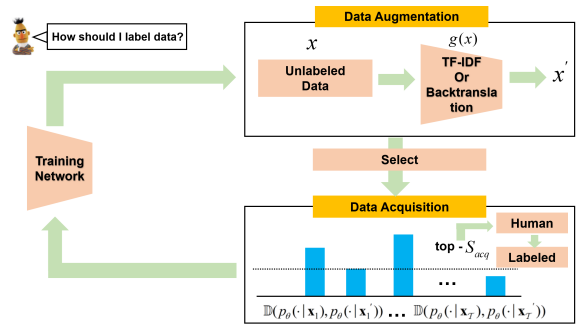 How should I label data?
Data Augmentation
x
g(x)
Unlabeled
Data
TF-IDF
Or
Backtransla
tion
x′
Training
Network
Select
Data Acquisition
Human
top - S_acq
Labeled
...
𝔻(p_θ(·|x_1), p_θ(·|x_1′)) ... 𝔻(p_θ(·|x_T), p_θ(·|x_T′))